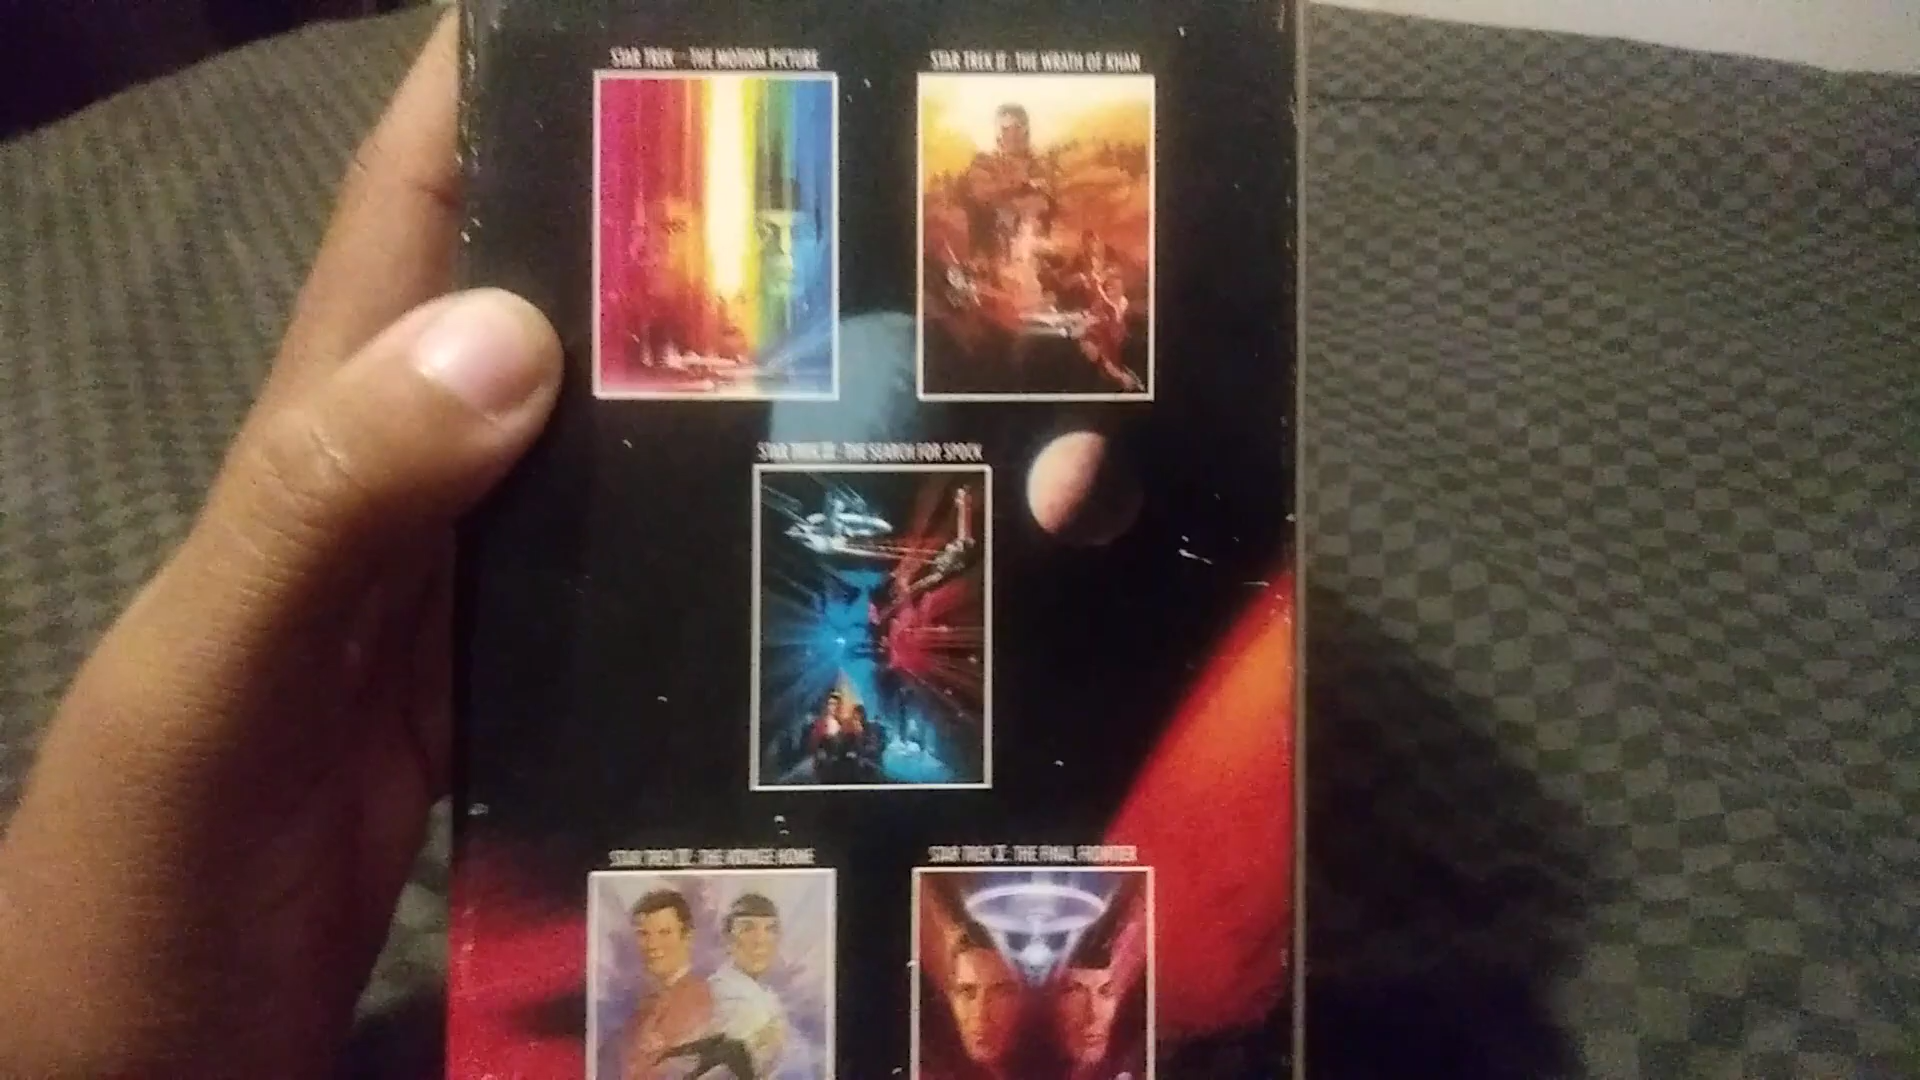 STAR TREK - THE MOTION PICTURE
STAR TREK II: THE WRATH OF KHAN
STAR TREK III: THE SEARCH FOR SPOCK
STAR TREK IV: THE VOYAGE HOME
STAR TREK V: THE FINAL FRONTIER